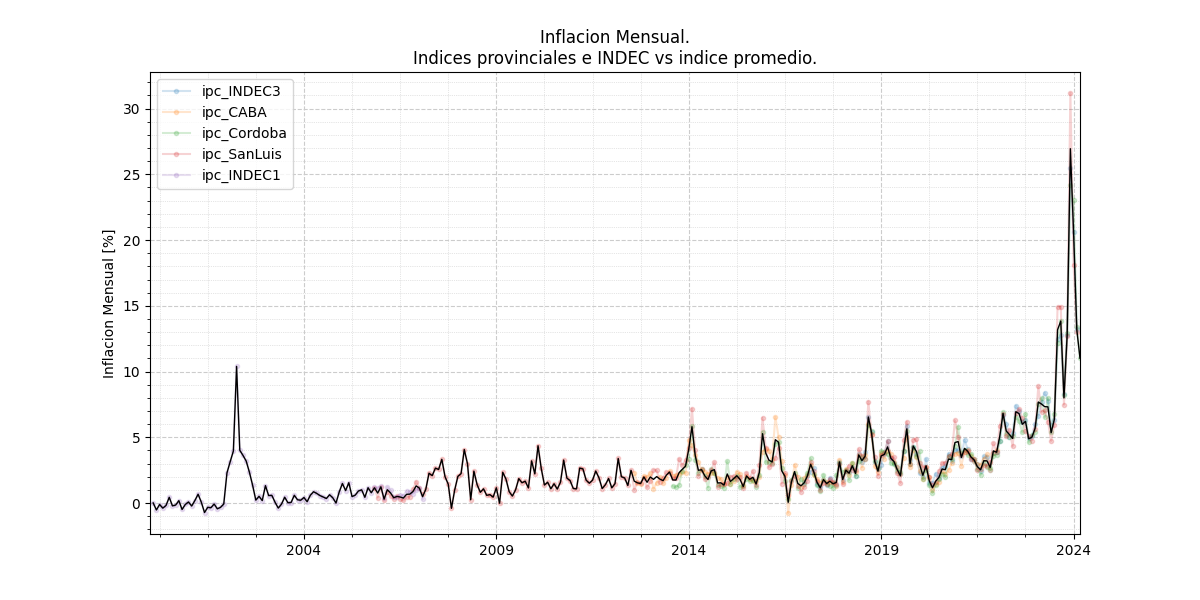 Inflacion Mensual.
Indices provinciales e INDEC vs indice promedio.
ipc_INDEC3
ipc_CABA
ipc_Cordoba
ipc_SanLuis
ipc_INDEC1
Inflacion Mensual [%]
30
25
20
15
10
5
0
2004 2009 2014 2019 2024